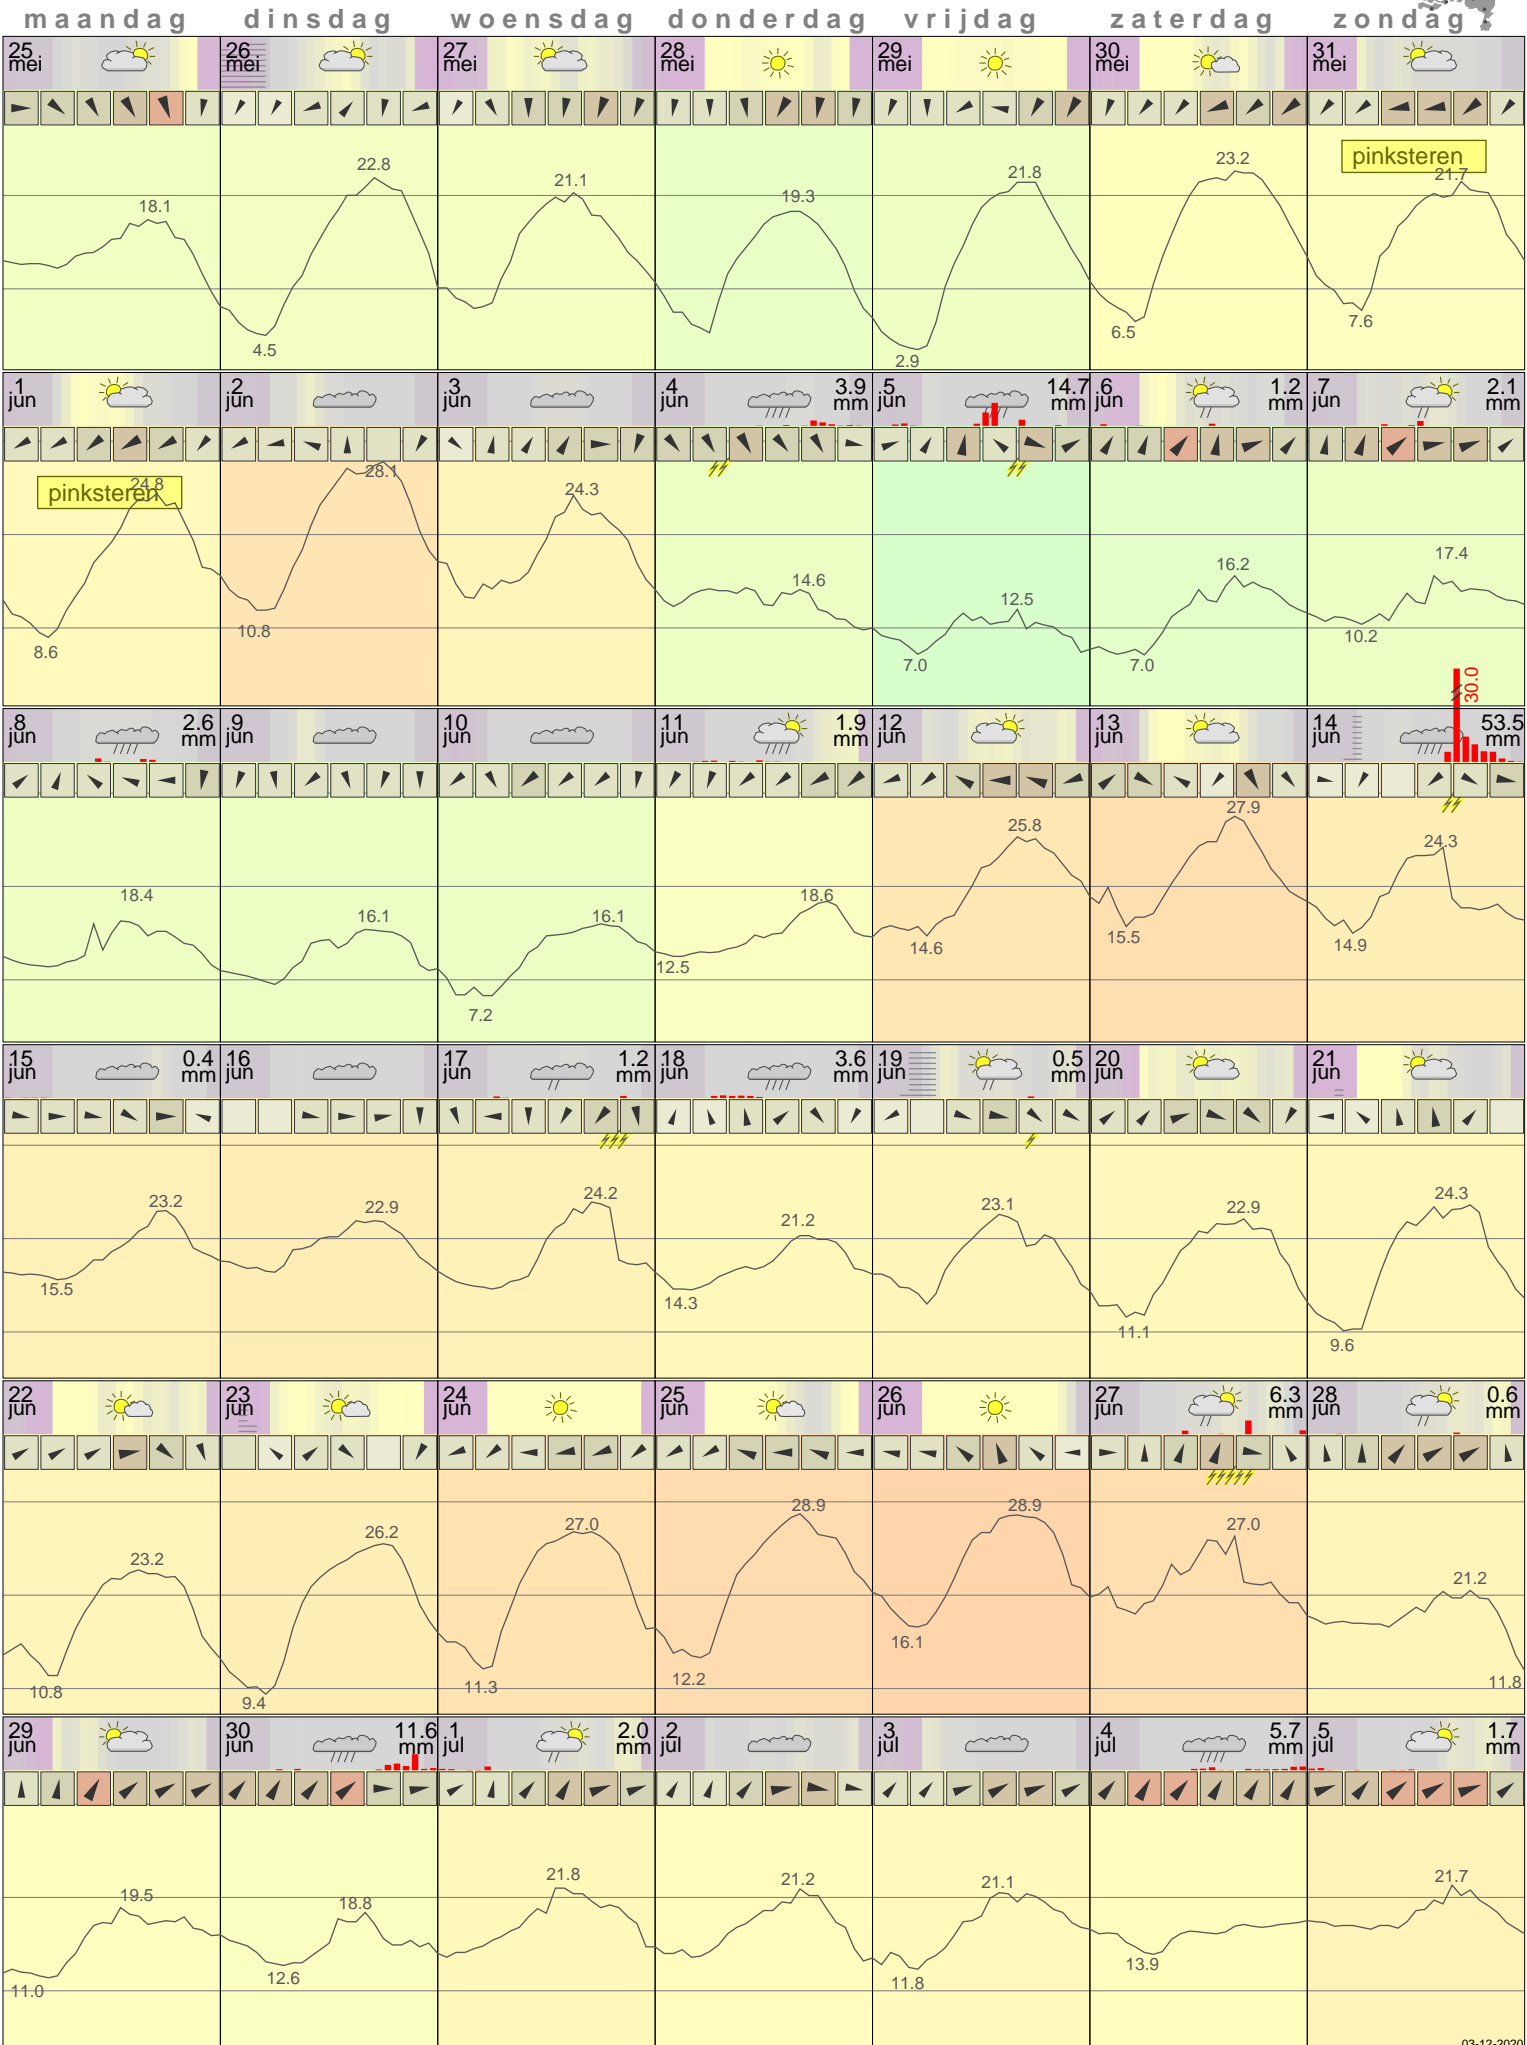 maandag dinsdag woensdag donderdag vrijdag zaterdag zondag
25 mei 26 mei 27 mei 28 mei 29 mei 30 mei 31 mei
pinksteren
18.1 22.8 21.1 19.3 21.8 23.2 21.7
4.5 2.9 6.5 7.6
1 jun 2 jun 3 jun 4 jun 3.9 mm 5 jun 14.7 mm 6 jun 1.2 mm 7 jun 2.1 mm
pinksteren
24.8 28.1 24.3 14.6 12.5 16.2 17.4
8.6 10.8 7.0 7.0 10.2
30.0
8 jun 2.6 mm 9 jun 10 jun 11 jun 1.9 mm 12 jun 13 jun 14 jun 53.5 mm
18.4 16.1 16.1 18.6 25.8 27.9 24.3
7.2 12.5 14.6 15.5 14.9
15 jun 0.4 mm 16 jun 17 jun 1.2 mm 18 jun 3.6 mm 19 jun 0.5 mm 20 jun 21 jun
23.2 22.9 24.2 21.2 23.1 22.9 24.3
15.5 14.3 11.1 9.6
22 jun 23 jun 24 jun 25 jun 26 jun 27 jun 6.3 mm 28 jun 0.6 mm
23.2 26.2 27.0 28.9 28.9 27.0 21.2
10.8 9.4 11.3 12.2 16.1 11.8
29 jun 30 jun 11.6 mm 1 jul 2.0 mm 2 jul 3 jul 4 jul 5.7 mm 5 jul 1.7 mm
19.5 18.8 21.8 21.2 21.1 21.7
11.0 12.6 11.8 13.9
03-12-2020